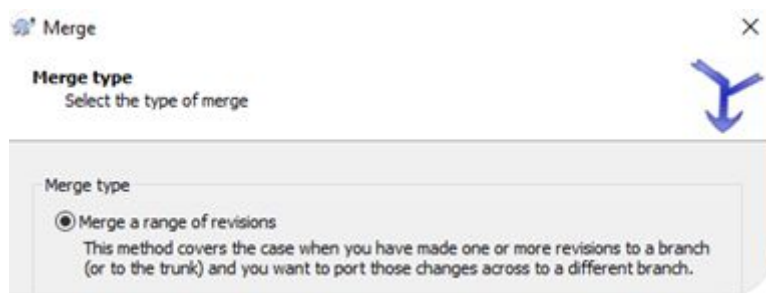 Merge
Merge type
Select the type of merge
Merge type
Merge a range of revisions
This method covers the case when you have made one or more revisions to a branch
(or to the trunk) and you want to port those changes across to a different branch.